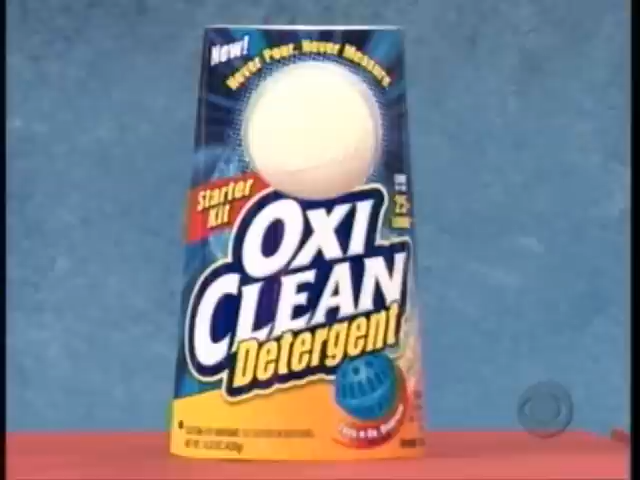 New!
Never Pour, Never Measure
Starter
Kit
25
OXI
CLEAN
Detergent